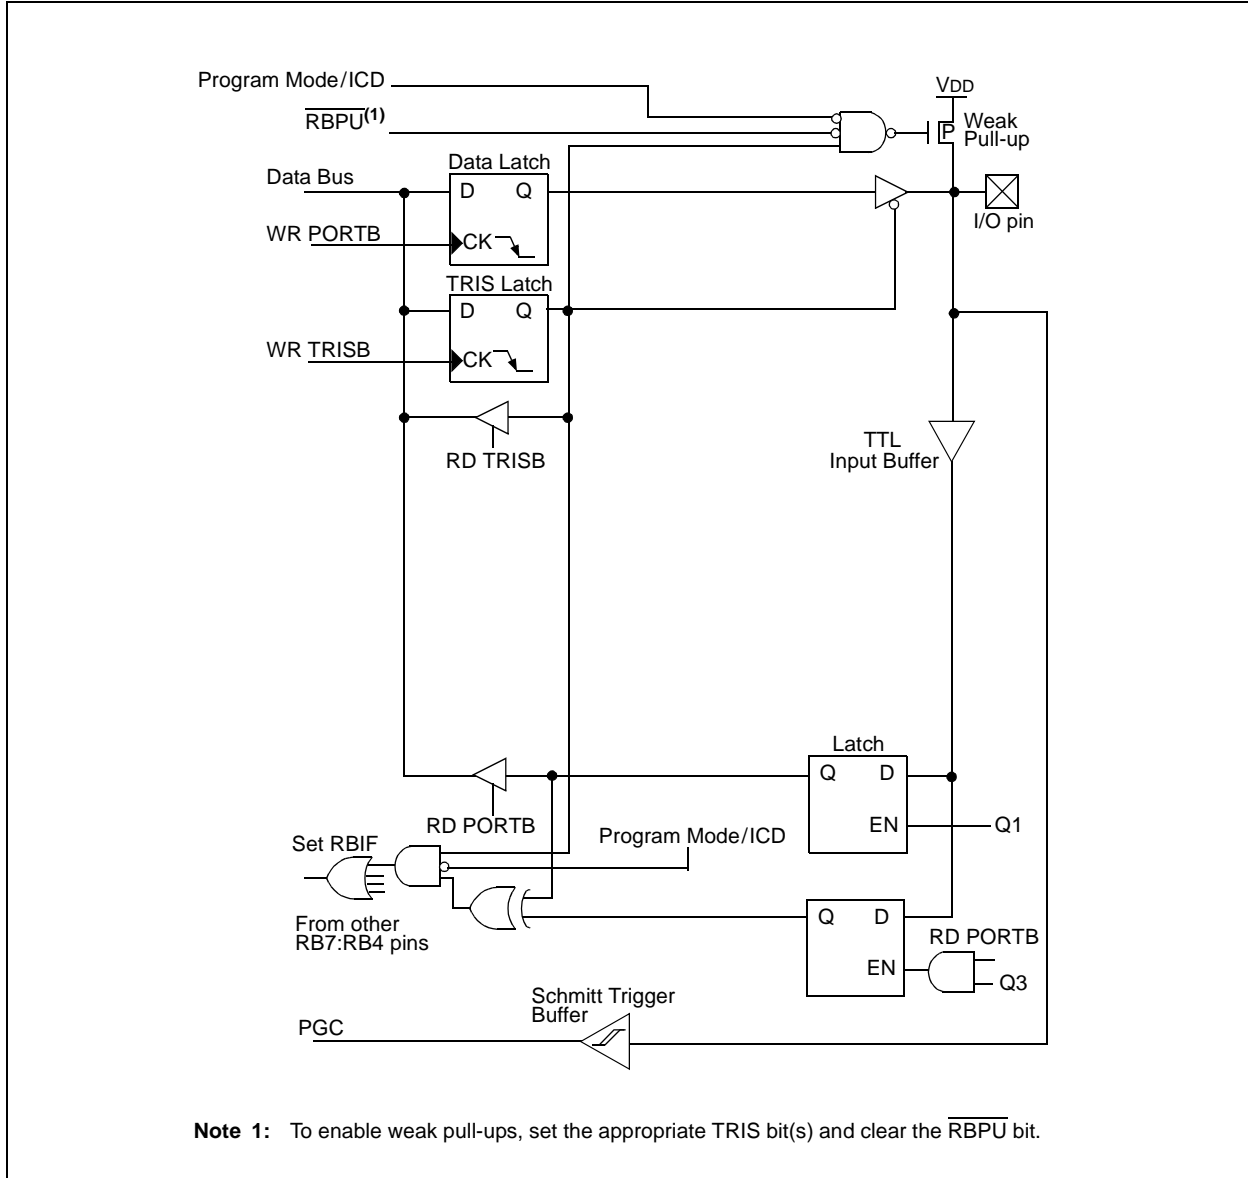 Program Mode/ICD
RBPU(1)
VDD
P
Weak
Pull-up
Data Latch
Data Bus
D Q
I/O pin
WR PORTB
CK
TRIS Latch
D Q
WR TRISB
CK
RD TRISB
TTL
Input Buffer
Latch
Q D
RD PORTB
EN
Q1
Set RBIF
Program Mode/ICD
Q D
From other
RB7:RB4 pins
RD PORTB
EN
Q3
Schmitt Trigger
Buffer
PGC
Note 1: To enable weak pull-ups, set the appropriate TRIS bit(s) and clear the RBPU bit.